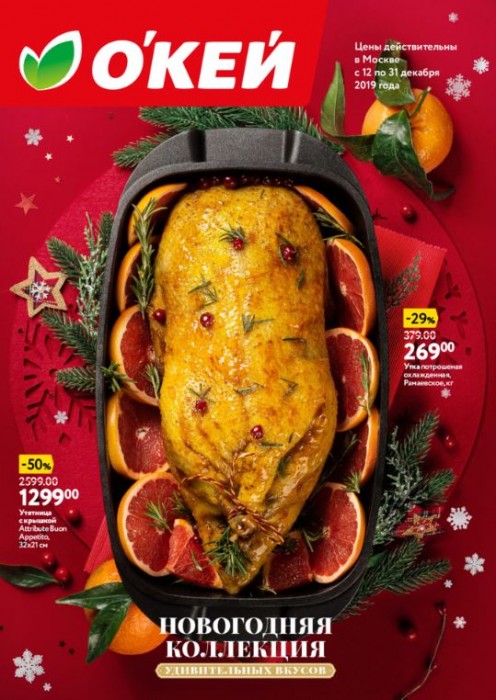 О'КЕЙ
Цены действительны
в Москве
с 12 по 31 декабря
2019 года
-29%
379.00
269 00
Утка потрошеная
охлажденная,
Рамаевское, кг
-50%
2599.00
1299 00
Утятница
с крышкой
Attribute Buon
Appetito,
32х21 см
НОВОГОДНЯЯ
КОЛЛЕКЦИЯ
УДИВИТЕЛЬНЫХ ВКУСОВ